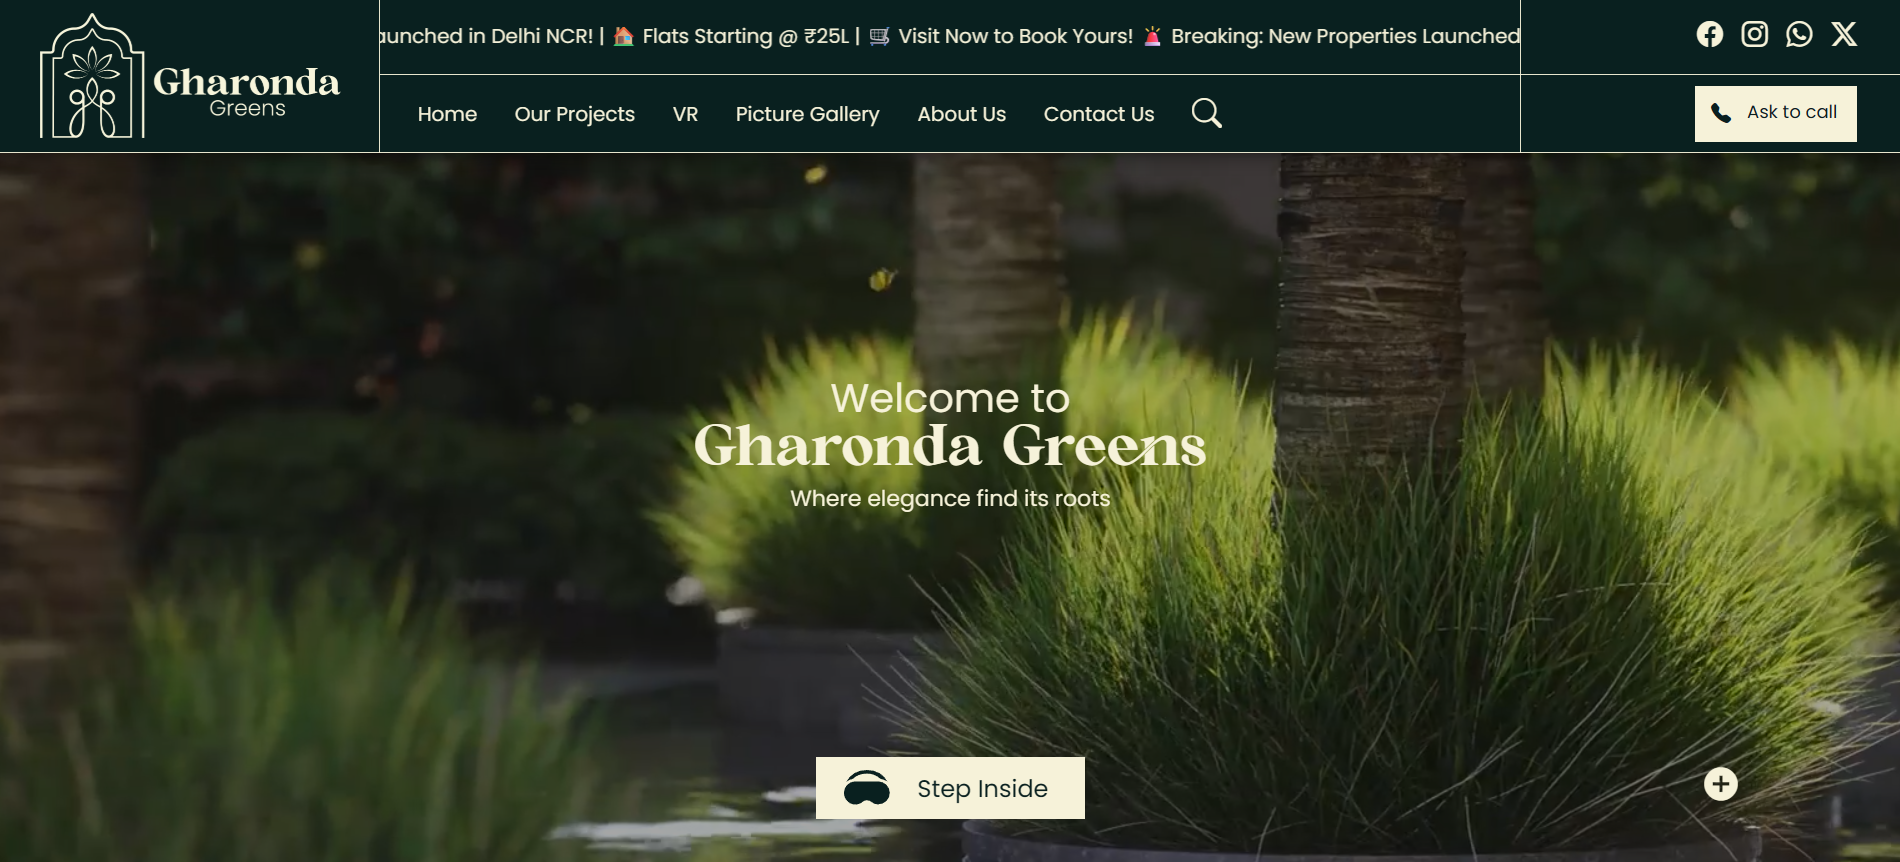 Gharonda
Greens
aunched in Delhi NCR! | 🏠 Flats Starting @ ₹25L | 🛒 Visit Now to Book Yours! 🚨 Breaking: New Properties Launched
Home Our Projects VR Picture Gallery About Us Contact Us
Ask to call
Welcome to
Gharonda Greens
Where elegance find its roots
Step Inside